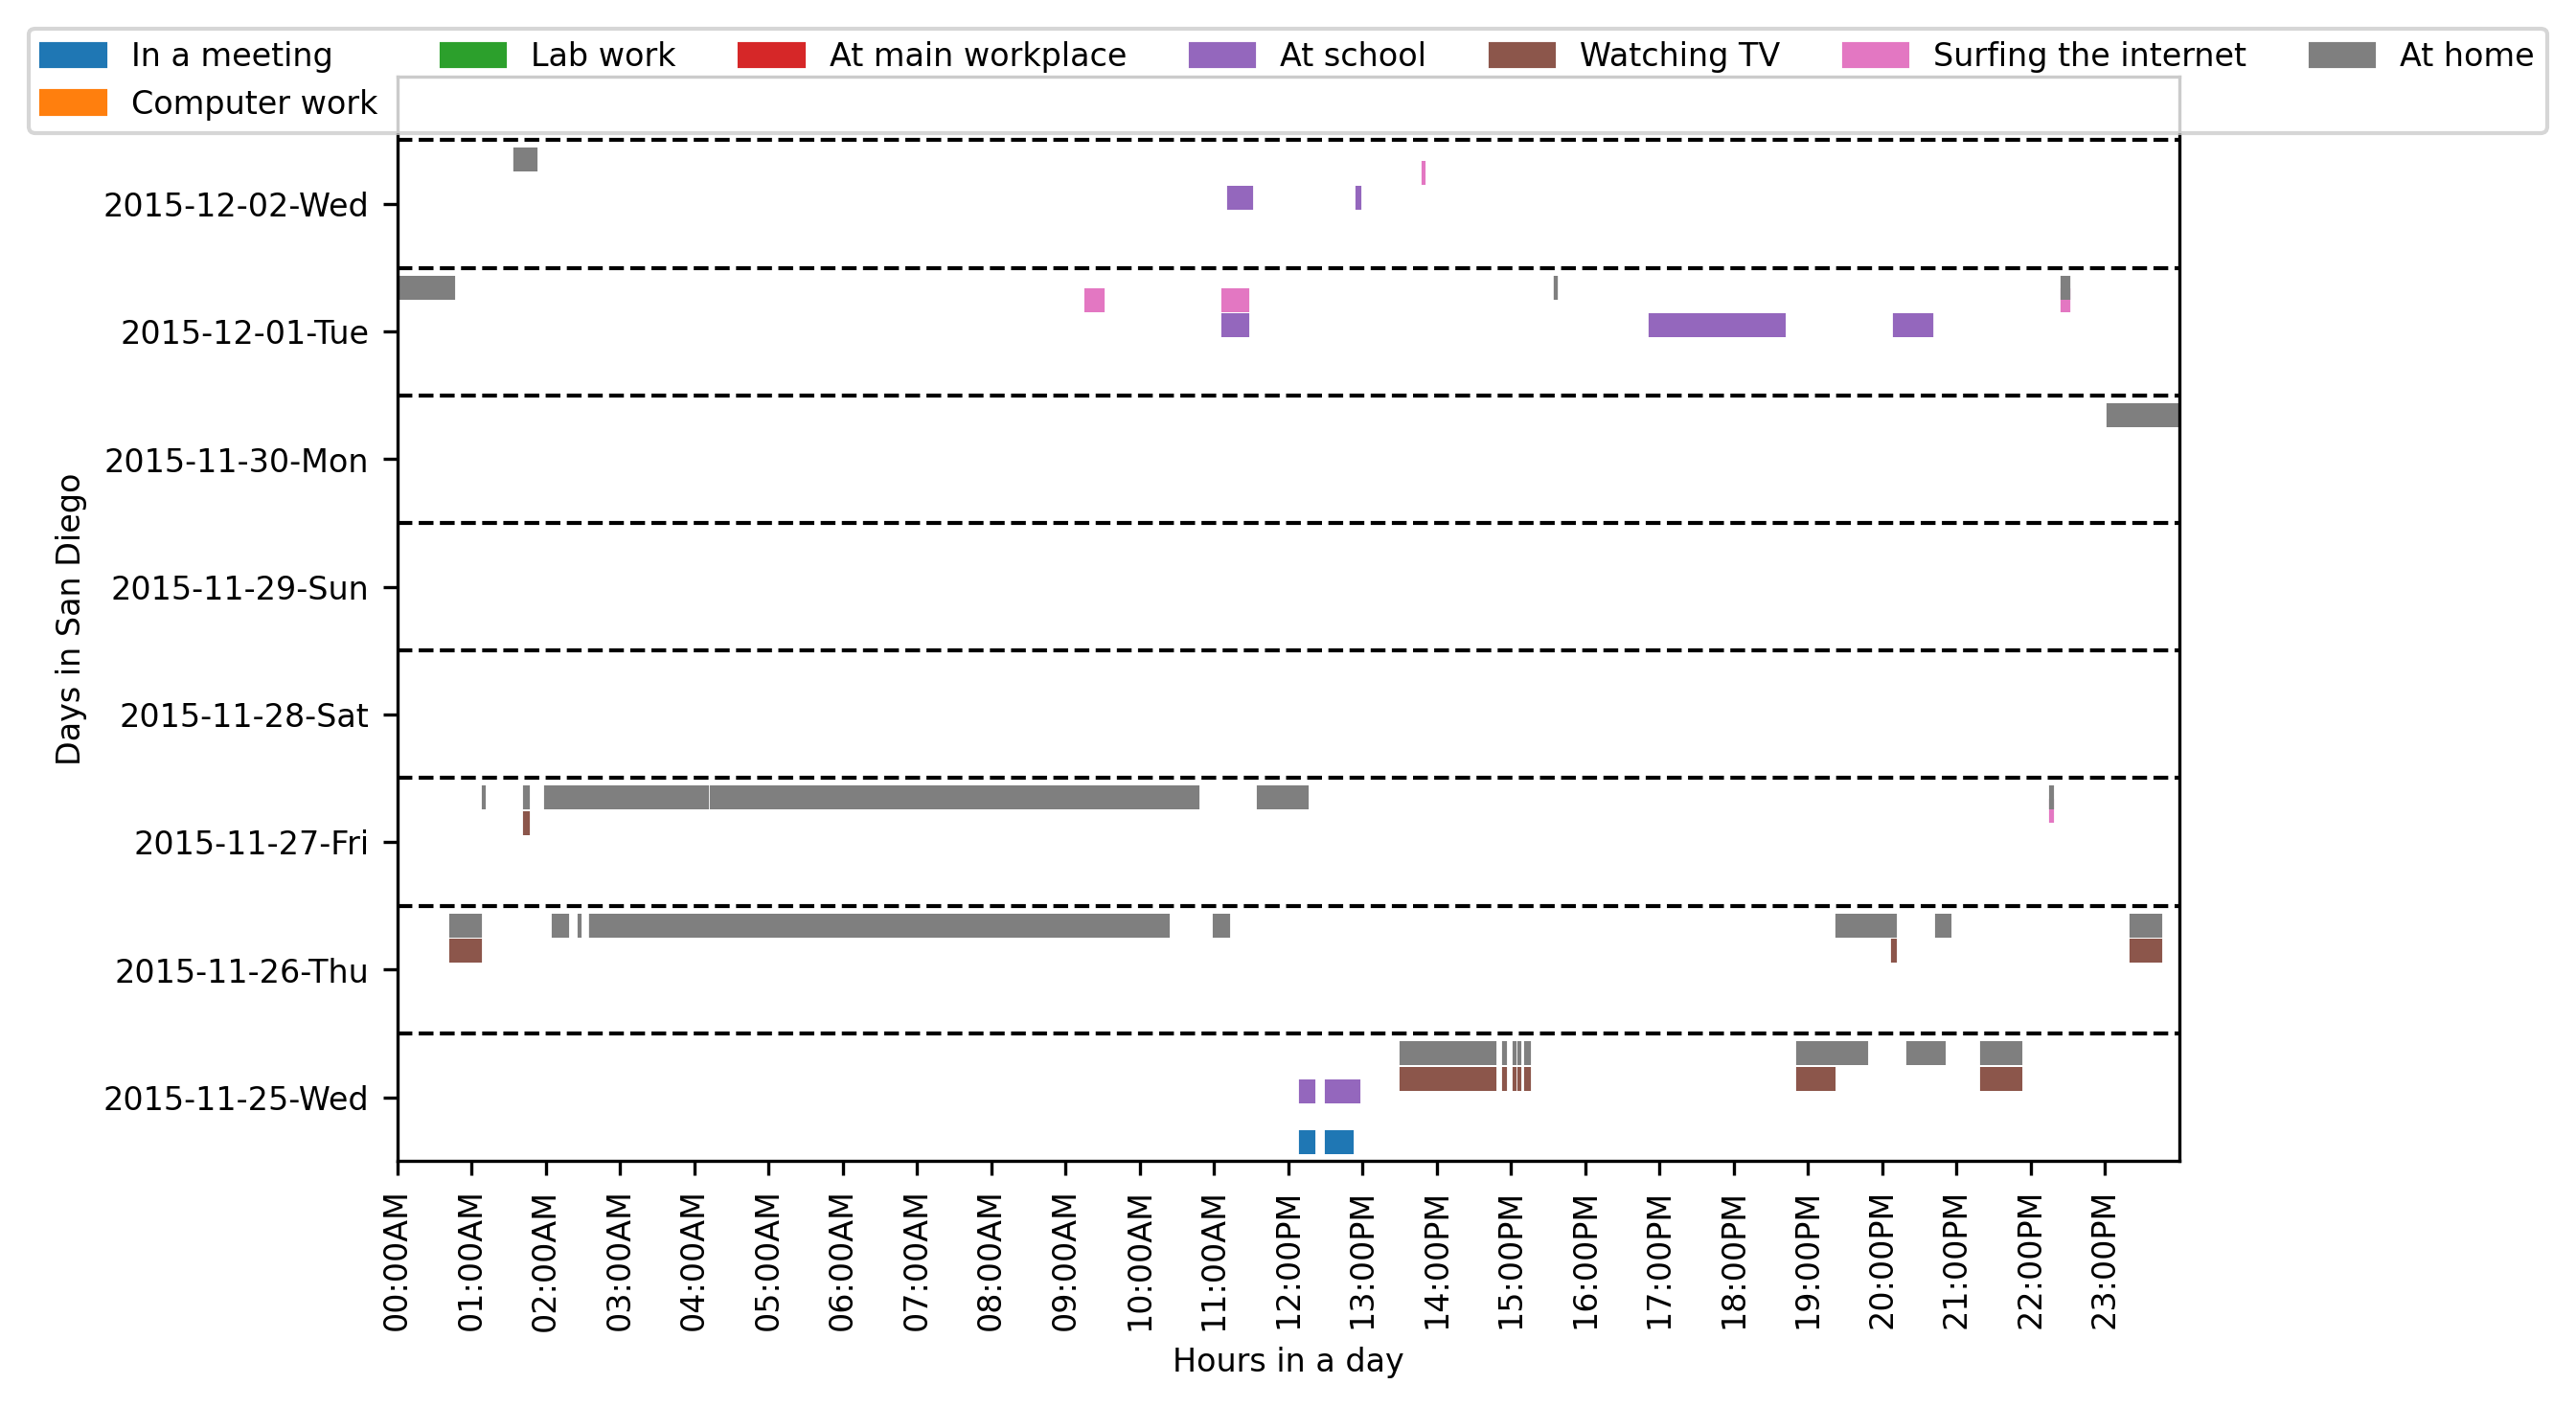 In a meeting
Lab work
At main workplace
At school
Watching TV
Surfing the internet
At home
Computer work
2015-12-02-Wed
2015-12-01-Tue
2015-11-30-Mon
2015-11-29-Sun
2015-11-28-Sat
2015-11-27-Fri
2015-11-26-Thu
2015-11-25-Wed
Days in San Diego
00:00AM
01:00AM
02:00AM
03:00AM
04:00AM
05:00AM
06:00AM
07:00AM
08:00AM
09:00AM
10:00AM
11:00AM
12:00PM
13:00PM
14:00PM
15:00PM
16:00PM
17:00PM
18:00PM
19:00PM
20:00PM
21:00PM
22:00PM
23:00PM
Hours in a day